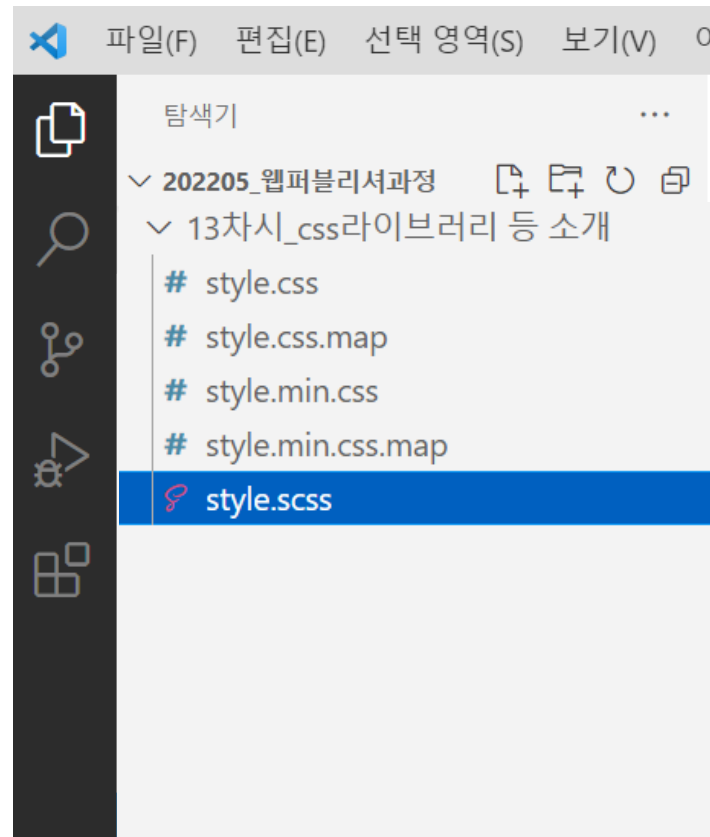 파일(F) 편집(E) 선택 영역(S) 보기(V)
탐색기 ...
202205_웹퍼블리셔과정
13차시_css라이브러리 등 소개
# style.css
# style.css.map
# style.min.css
# style.min.css.map
style.scss